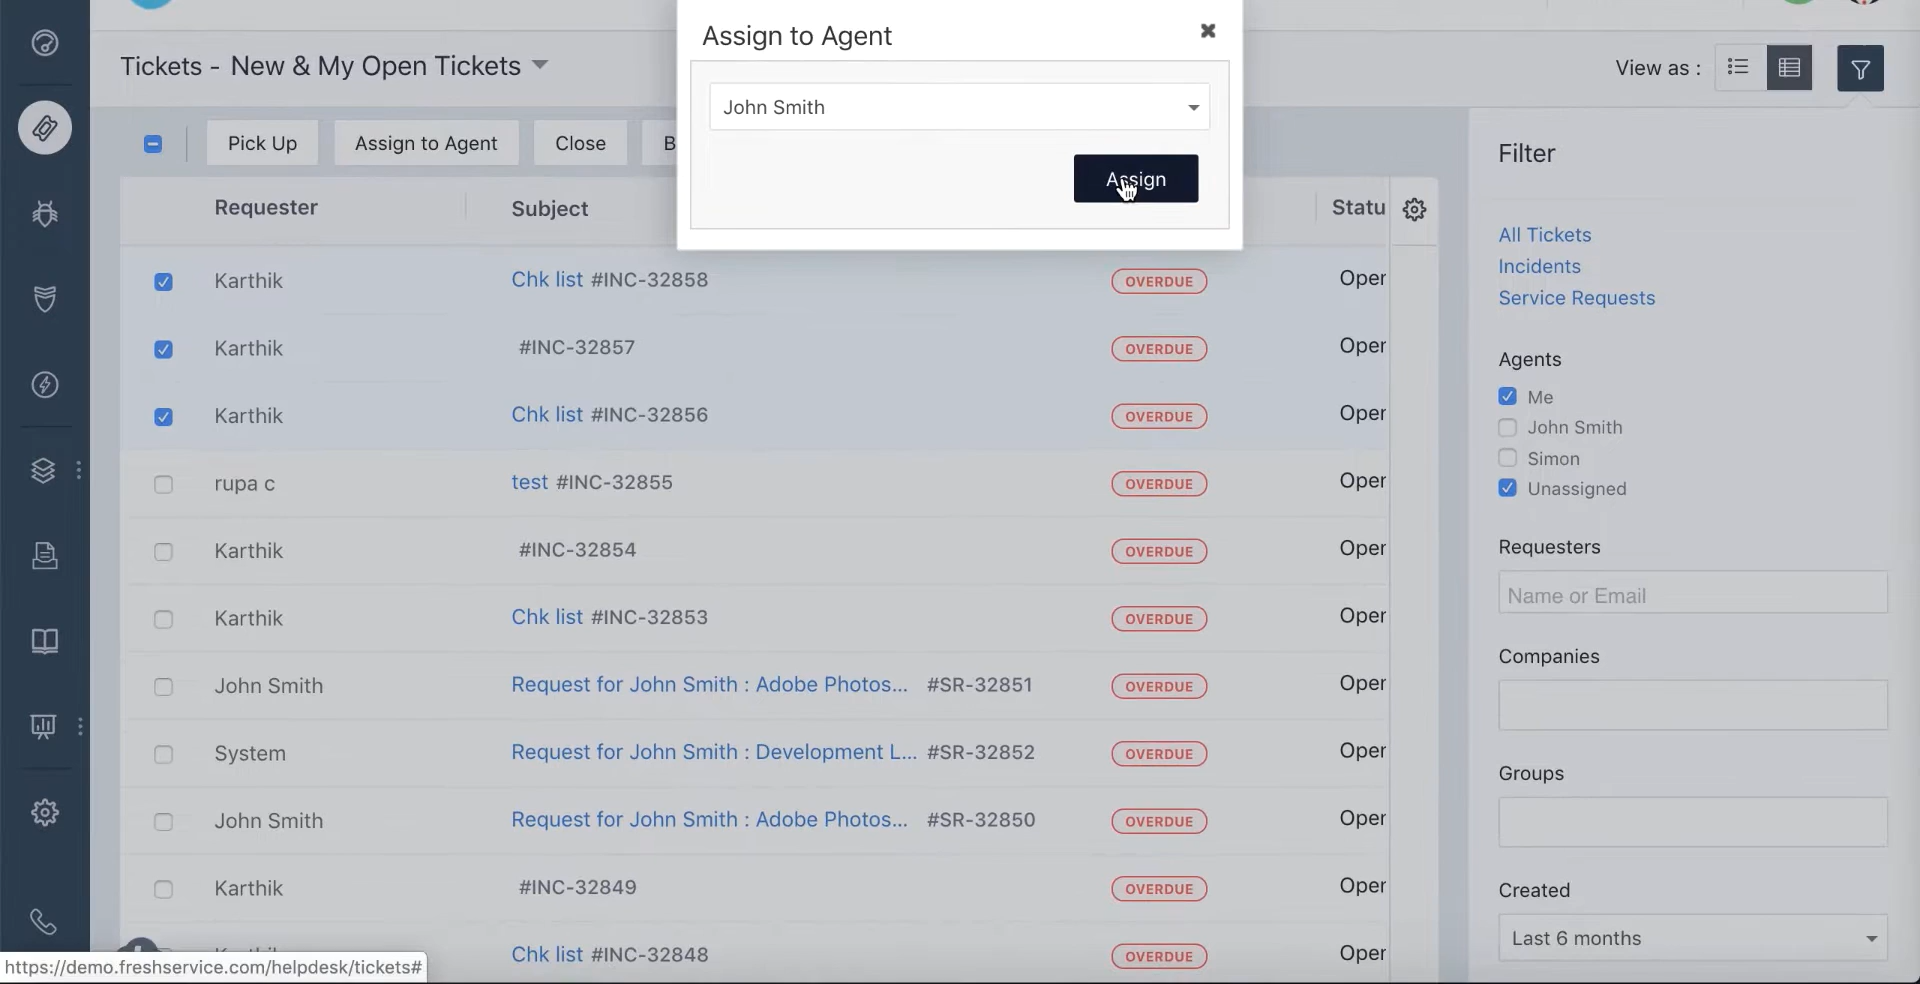 Assign to Agent
John Smith
Assign
Tickets - New & My Open Tickets
View as :
Pick Up
Assign to Agent
Close
B
Requester
Subject
Statu
Karthik
Chk list #INC-32858
OVERDUE
Oper
Karthik
#INC-32857
OVERDUE
Oper
Karthik
Chk list #INC-32856
OVERDUE
Oper
rupa c
test #INC-32855
OVERDUE
Oper
Karthik
#INC-32854
OVERDUE
Oper
Karthik
Chk list #INC-32853
OVERDUE
Oper
John Smith
Request for John Smith : Adobe Photos... #SR-32851
OVERDUE
Oper
System
Request for John Smith : Development L... #SR-32852
OVERDUE
Oper
John Smith
Request for John Smith : Adobe Photos... #SR-32850
OVERDUE
Oper
Karthik
#INC-32849
OVERDUE
Oper
Chk list #INC-32848
OVERDUE
Oper
Filter
All Tickets
Incidents
Service Requests
Agents
Me
John Smith
Simon
Unassigned
Requesters
Name or Email
Companies
Groups
Created
Last 6 months
https://demo.freshservice.com/helpdesk/tickets#